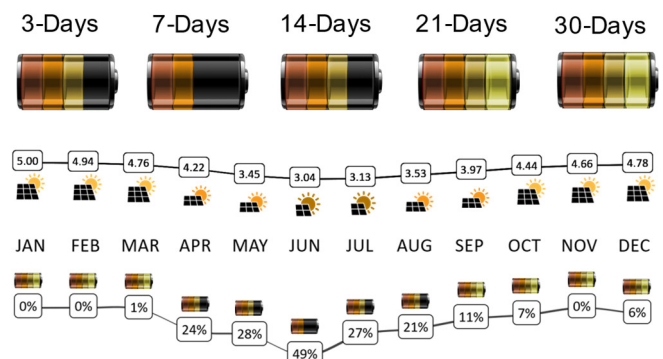 3-Days 7-Days 14-Days 21-Days 30-Days
5.00 4.94 4.76 4.22 3.45 3.04 3.13 3.53 3.97 4.44 4.66 4.78
JAN FEB MAR APR MAY JUN JUL AUG SEP OCT NOV DEC
0% 0% 1% 24% 28% 49% 27% 21% 11% 7% 0% 6%